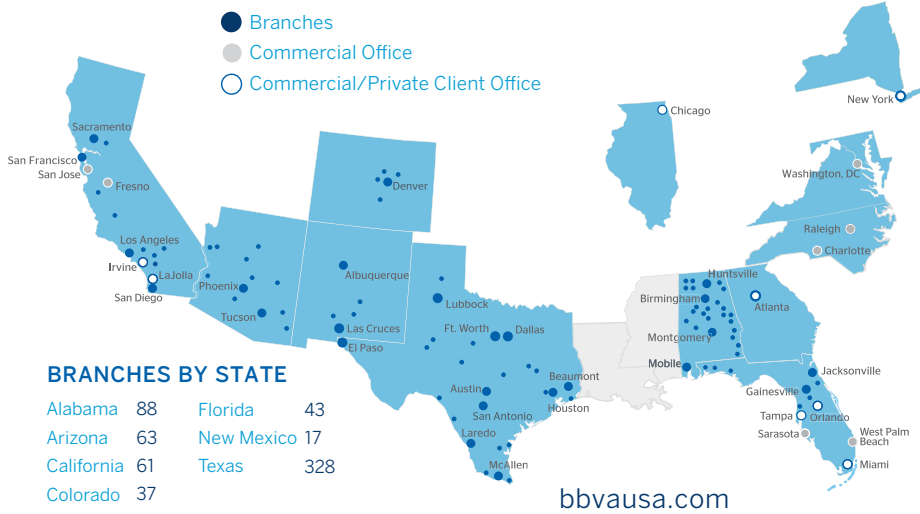 Branches
Commercial Office
Commercial/Private Client Office
New York
Chicago
Sacramento
San Francisco
San Jose
Fresno
Denver
Washington, DC
Raleigh
Charlotte
Los Angeles
Irvine
LaJolla
San Diego
Phoenix
Tucson
Albuquerque
Las Cruces
El Paso
Lubbock
Ft. Worth
Dallas
Austin
San Antonio
Beaumont
Houston
Laredo
McAllen
Huntsville
Birmingham
Montgomery
Mobile
Atlanta
Jacksonville
Gainesville
Tampa
Orlando
Sarasota
West Palm
Beach
Miami
BRANCHES BY STATE
Alabama 88 Florida 43
Arizona 63 New Mexico 17
California 61 Texas 328
Colorado 37
bbvausa.com